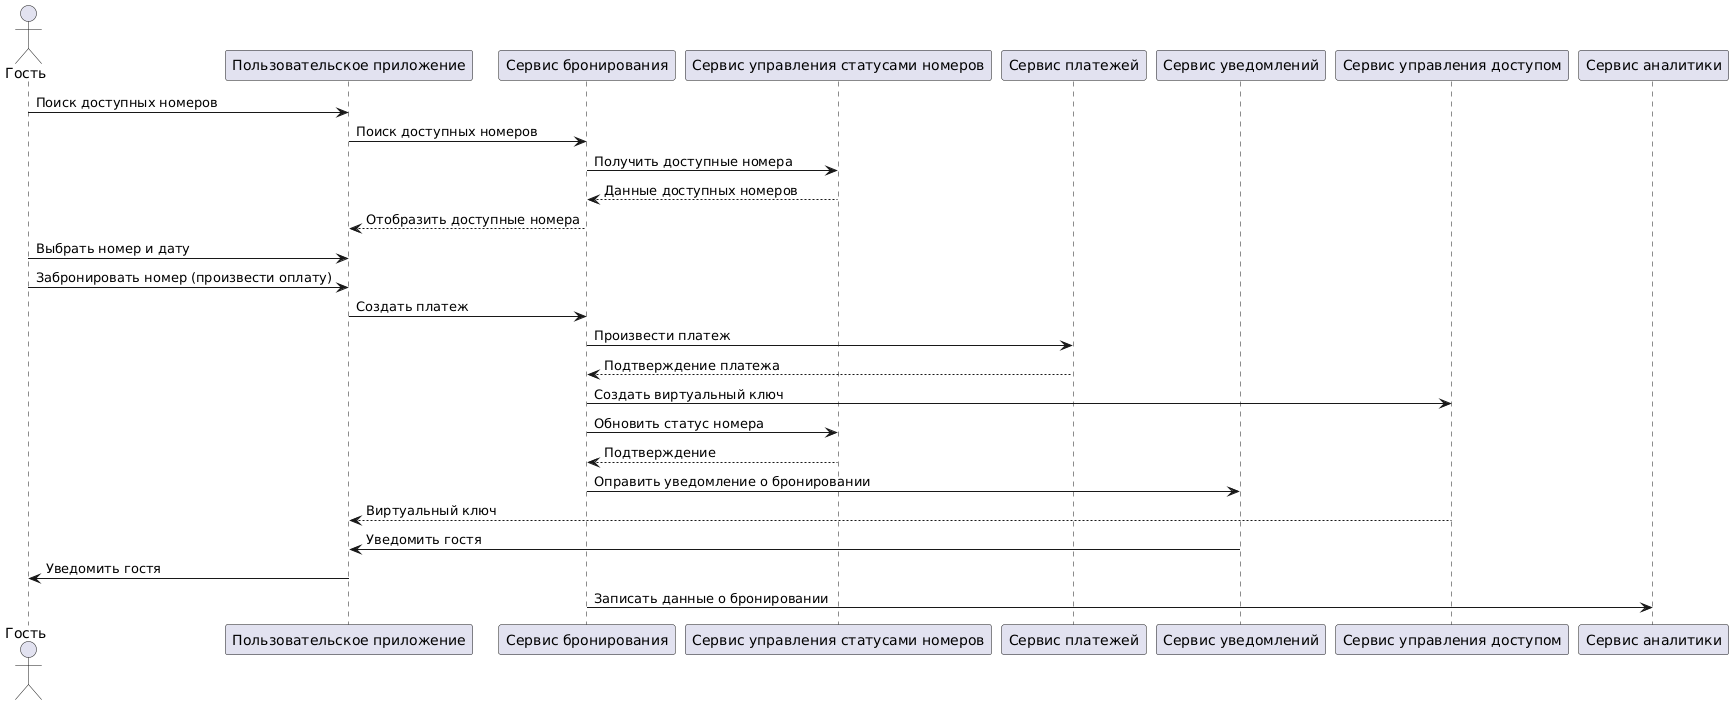 Гость
Пользовательское приложение
Сервис бронирования
Сервис управления статусами номеров
Сервис платежей
Сервис уведомлений
Сервис управления доступом
Сервис аналитики
Поиск доступных номеров
Поиск доступных номеров
Получить доступные номера
Данные доступных номеров
Отобразить доступные номера
Выбрать номер и дату
Забронировать номер (произвести оплату)
Создать платеж
Произвести платеж
Подтверждение платежа
Создать виртуальный ключ
Обновить статус номера
Подтверждение
Оправить уведомление о бронировании
Виртуальный ключ
Уведомить гостя
Уведомить гостя
Записать данные о бронировании
Гость
Пользовательское приложение
Сервис бронирования
Сервис управления статусами номеров
Сервис платежей
Сервис уведомлений
Сервис управления доступом
Сервис аналитики